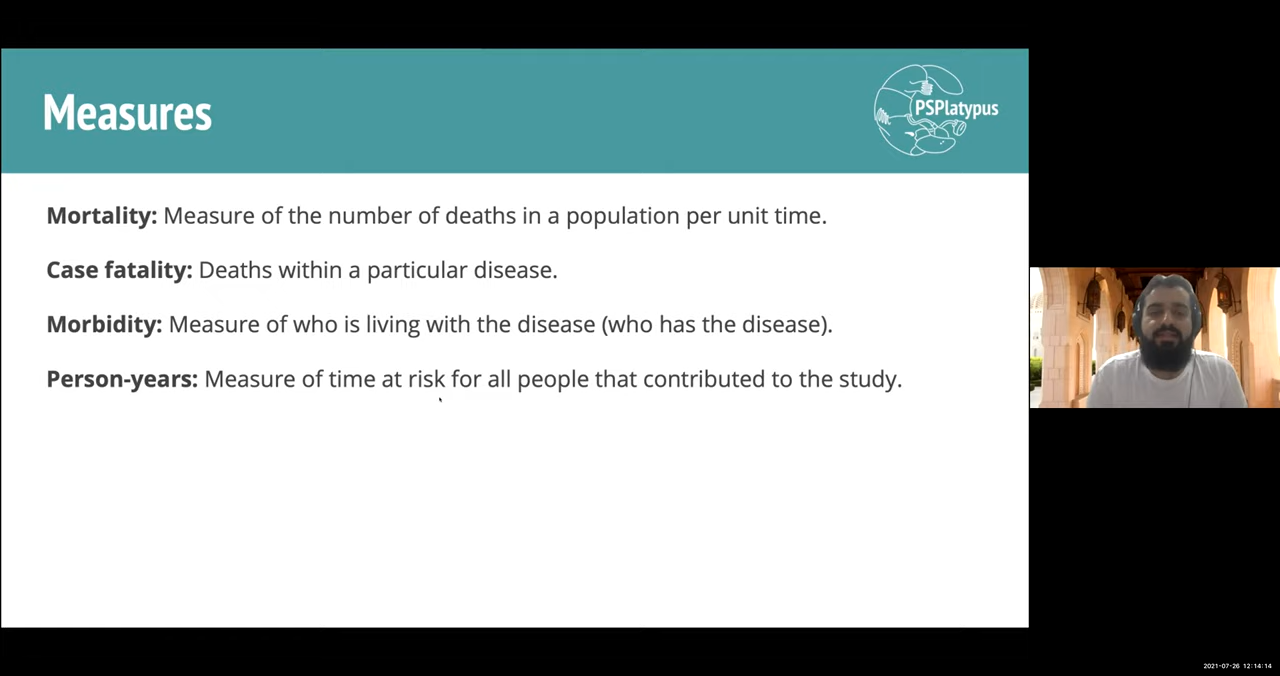 Measures
PSPlatypus
Mortality: Measure of the number of deaths in a population per unit time.
Case fatality: Deaths within a particular disease.
Morbidity: Measure of who is living with the disease (who has the disease).
Person-years: Measure of time at risk for all people that contributed to the study.
2021-07-26 12:14:14